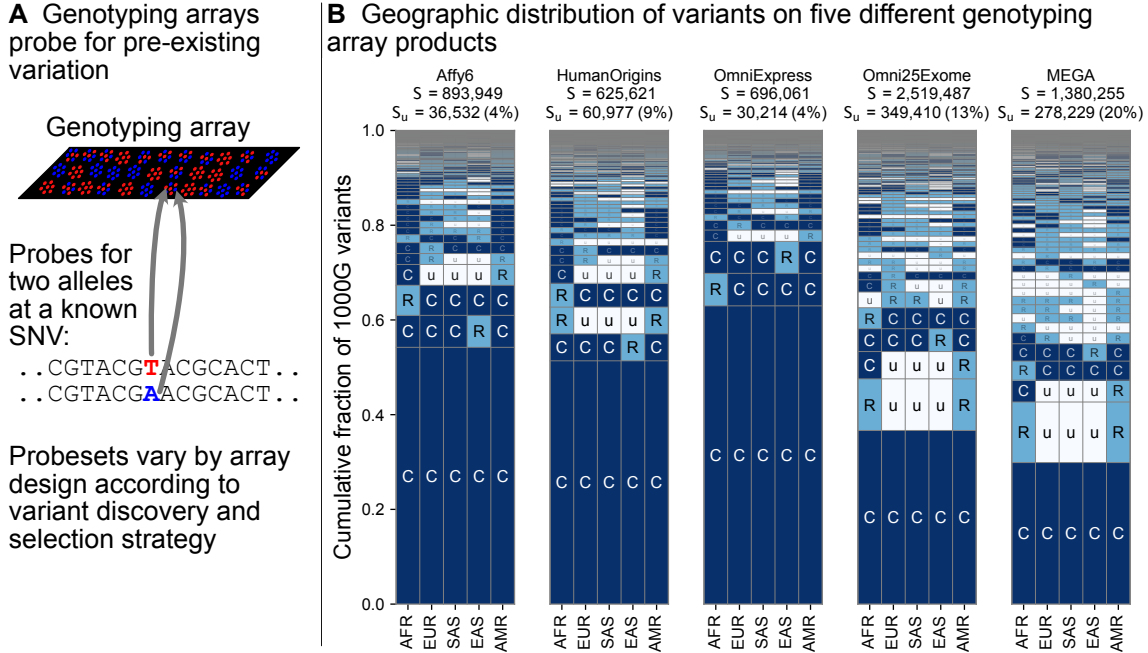 A Genotyping arrays
probe for pre-existing
variation
Genotyping array
Probes for
two alleles
at a known
SNV:
..CGTACGTACGCACT..
..CGTACGAACGCACT..
Probesets vary by array
design according to
variant discovery and
selection strategy
B Geographic distribution of variants on five different genotyping
array products
Affy6
S = 893,949
Su = 36,532 (4%)
HumanOrigins
S = 625,621
Su = 60,977 (9%)
OmniExpress
S = 696,061
Su = 30,214 (4%)
Omni25Exome
S = 2,519,487
Su = 349,410 (13%)
MEGA
S = 1,380,255
Su = 278,229 (20%)
Cumulative fraction of 1000G variants
1.0
0.8
0.6
0.4
0.2
0.0
C u u u R
R C C C C
C C C R C
C C C C C
AFR EUR SAS EAS AMR
C u u u R
R C C C C
R u u u R
C C C R C
C C C C C
AFR EUR SAS EAS AMR
C u u u R
C C C R C
R C C C C
C C C C C
AFR EUR SAS EAS AMR
u R R u R
R C C C C
C C C R C
C u u u R
R u u u R
C C C C C
AFR EUR SAS EAS AMR
C C C R C
R C C C C
C u u u R
R u u u R
C C C C C
AFR EUR SAS EAS AMR